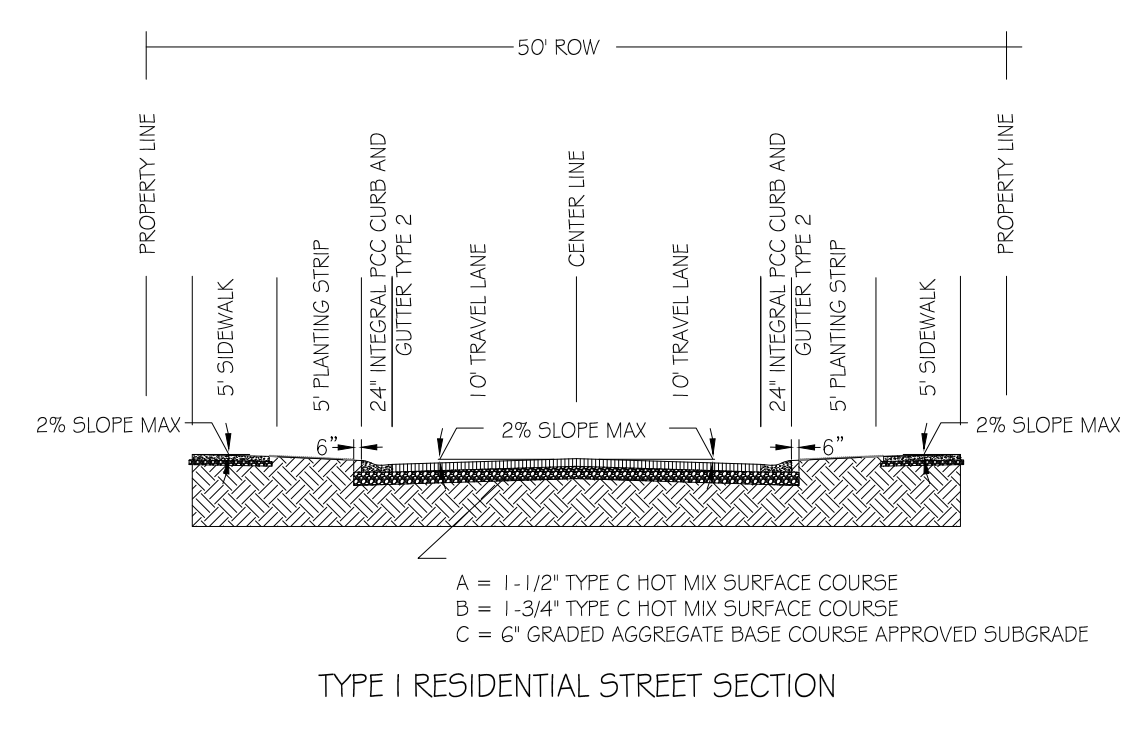 50' ROW
PROPERTY LINE
5' SIDEWALK
5' PLANTING STRIP
24" INTEGRAL PCC CURB AND
GUTTER TYPE 2
10' TRAVEL LANE
CENTER LINE
10' TRAVEL LANE
24" INTEGRAL PCC CURB AND
GUTTER TYPE 2
5' PLANTING STRIP
5' SIDEWALK
PROPERTY LINE
2% SLOPE MAX
6”
2% SLOPE MAX
6”
2% SLOPE MAX
A = 1-1/2" TYPE C HOT MIX SURFACE COURSE
B = 1-3/4" TYPE C HOT MIX SURFACE COURSE
C = 6" GRADED AGGREGATE BASE COURSE APPROVED SUBGRADE
TYPE I RESIDENTIAL STREET SECTION